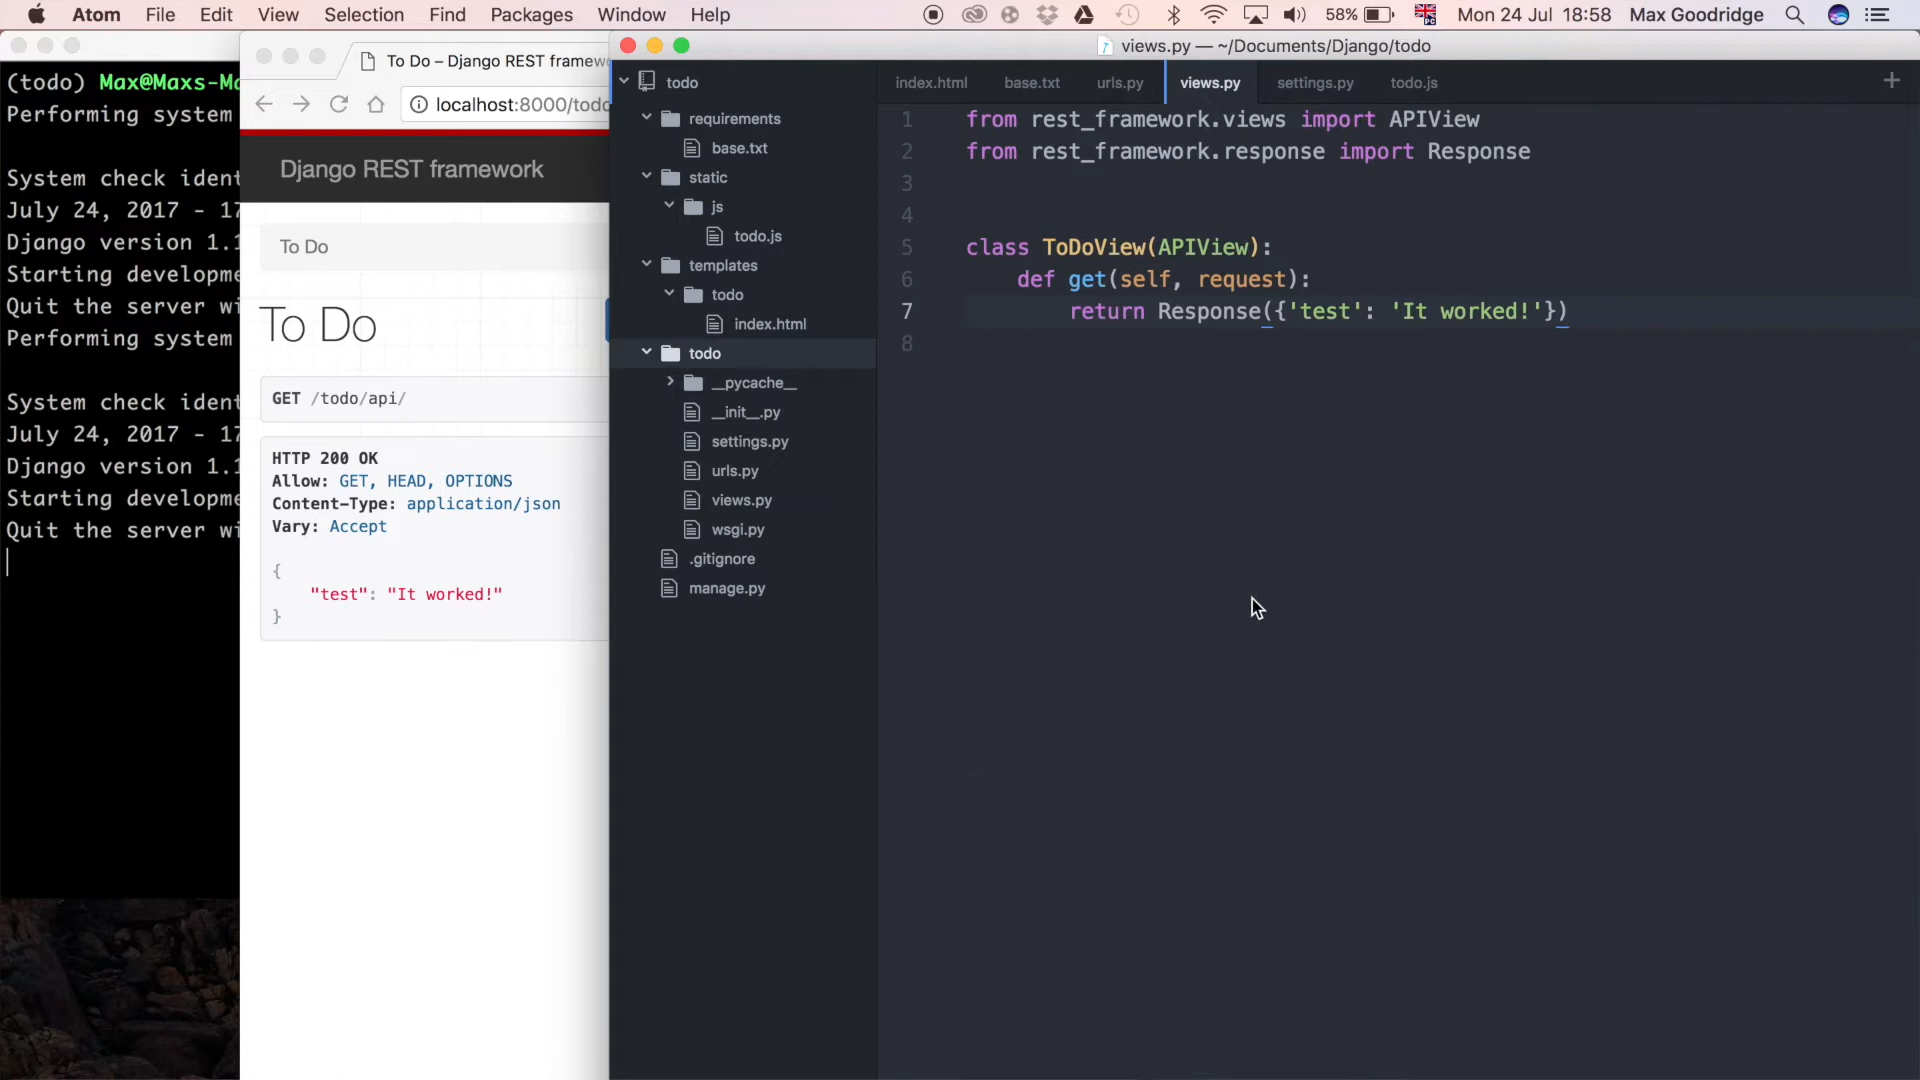 Atom File Edit View Selection Find Packages Window Help 58% Mon 24 Jul 18:58 Max Goodridge
(todo) Max@Maxs-Ma
Performing system
System check ident
July 24, 2017 - 17
Django version 1.1
Starting developme
Quit the server wi
Performing system
System check ident
July 24, 2017 - 17
Django version 1.1
Starting developme
Quit the server wi
To Do – Django REST framew
localhost:8000/todo
Django REST framework
To Do
To Do
GET /todo/api/
HTTP 200 OK
Allow: GET, HEAD, OPTIONS
Content-Type: application/json
Vary: Accept
{
"test": "It worked!"
}
views.py — ~/Documents/Django/todo
todo
requirements
base.txt
static
js
todo.js
templates
todo
index.html
todo
__pycache__
__init__.py
settings.py
urls.py
views.py
wsgi.py
.gitignore
manage.py
index.html base.txt urls.py views.py settings.py todo.js
1 from rest_framework.views import APIView
2 from rest_framework.response import Response
3
4
5 class ToDoView(APIView):
6 def get(self, request):
7 return Response({'test': 'It worked!'})
8